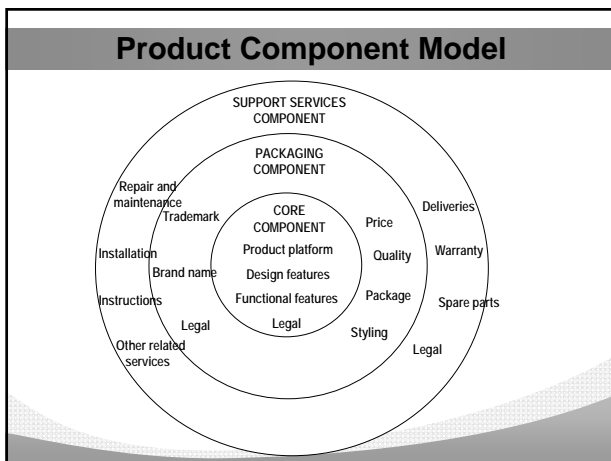 Product Component Model
SUPPORT SERVICES
COMPONENT
PACKAGING
COMPONENT
CORE
COMPONENT
Product platform
Design features
Functional features
Legal
Trademark
Brand name
Legal
Price
Quality
Package
Styling
Repair and
maintenance
Installation
Instructions
Other related
services
Deliveries
Warranty
Spare parts
Legal